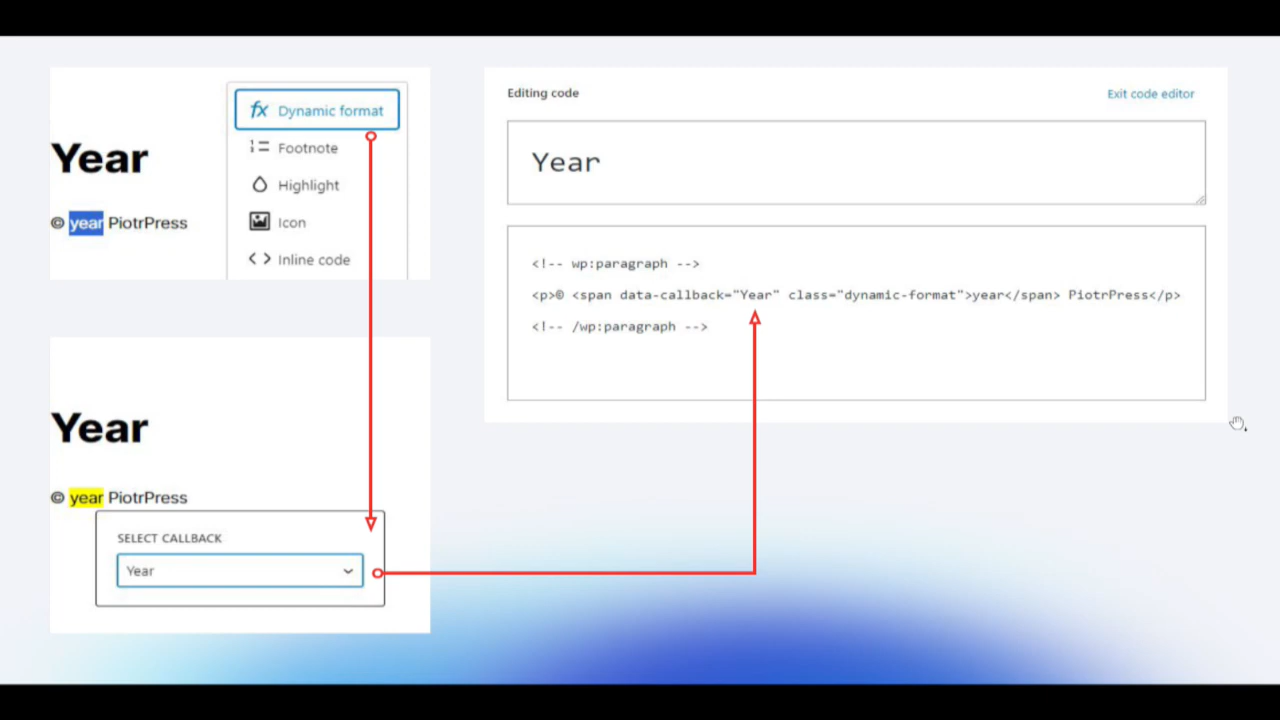 fx Dynamic format
Footnote
Highlight
Icon
Inline code
Year
© year PiotrPress
Year
© year PiotrPress
SELECT CALLBACK
Year
Editing code
Exit code editor
Year
<!-- wp:paragraph -->
<p>© <span data-callback="Year" class="dynamic-format">year</span> PiotrPress</p>
<!-- /wp:paragraph -->